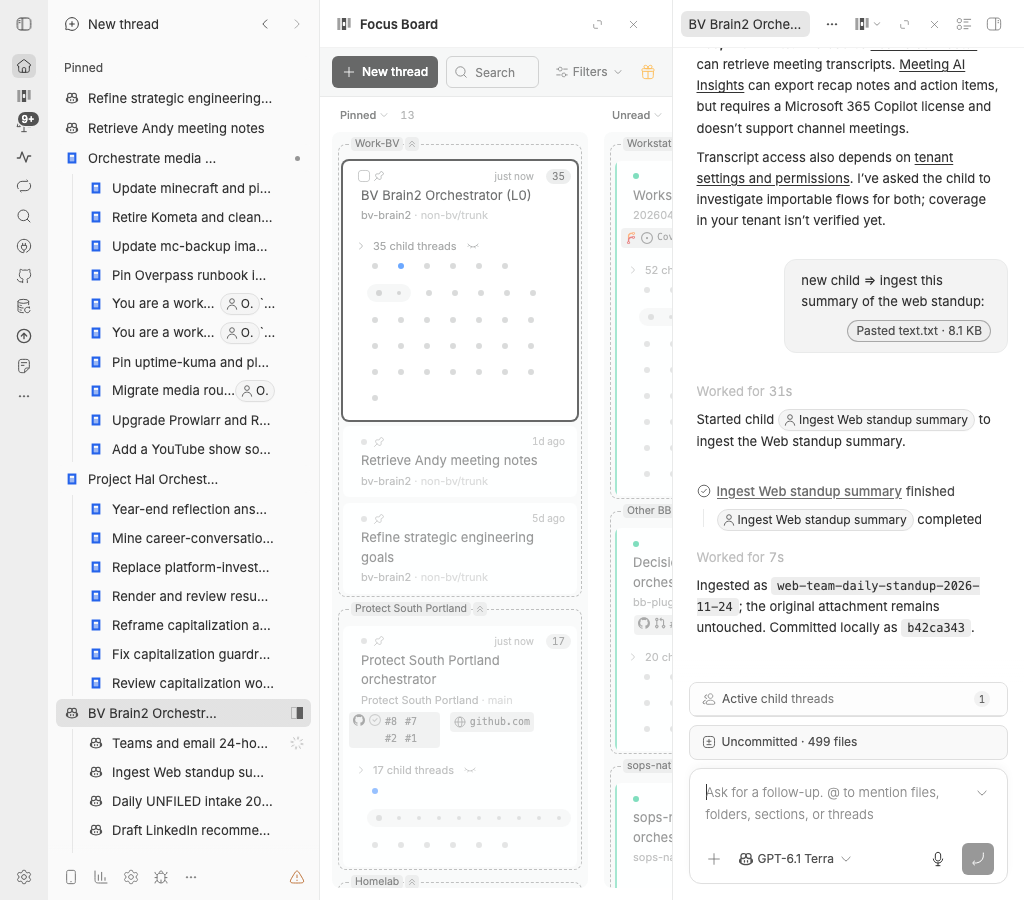 New thread
Pinned
Refine strategic engineering...
Retrieve Andy meeting notes
Orchestrate media ...
Update minecraft and pl...
Retire Kometa and clean...
Update mc-backup ima...
Pin Overpass runbook i...
You are a work... O. `...
You are a work... O. `...
Pin uptime-kuma and pl...
Migrate media rou... O.
Upgrade Prowlarr and R...
Add a YouTube show so...
Project Hal Orchest...
Year-end reflection ans...
Mine career-conversatio...
Replace platform-invest...
Render and review resu...
Reframe capitalization a...
Fix capitalization guardr...
Review capitalization wo...
BV Brain2 Orchestr...
Teams and email 24-ho...
Ingest Web standup su...
Daily UNFILED intake 20...
Draft LinkedIn recomme...
9+
Focus Board
New thread
Search
Filters
Pinned 13
Work-BV
just now 35
BV Brain2 Orchestrator (L0)
bv-brain2 · non-bv/trunk
35 child threads
1d ago
Retrieve Andy meeting notes
bv-brain2 · non-bv/trunk
5d ago
Refine strategic engineering
goals
bv-brain2 · non-bv/trunk
Protect South Portland
just now 17
Protect South Portland
orchestrator
Protect South Portland · main
#8 #7
#2 #1
github.com
17 child threads
Homelab
Unread
Workstat
Works
202604
Cov
52 ch
Other BB
Decisi
orches
bb-plug
20 ch
sops-nat
sops-n
orches
sops-na
BV Brain2 Orche...
can retrieve meeting transcripts. Meeting AI
Insights can export recap notes and action items,
but requires a Microsoft 365 Copilot license and
doesn’t support channel meetings.
Transcript access also depends on tenant
settings and permissions. I’ve asked the child to
investigate importable flows for both; coverage
in your tenant isn’t verified yet.
new child => ingest this
summary of the web standup:
Pasted text.txt · 8.1 KB
Worked for 31s
Started child Ingest Web standup summary to
ingest the Web standup summary.
Ingest Web standup summary finished
Ingest Web standup summary completed
Worked for 7s
Ingested as web-team-daily-standup-2026-
11-24 ; the original attachment remains
untouched. Committed locally as b42ca343 .
Active child threads 1
Uncommitted · 499 files
Ask for a follow-up. @ to mention files,
folders, sections, or threads
GPT-6.1 Terra